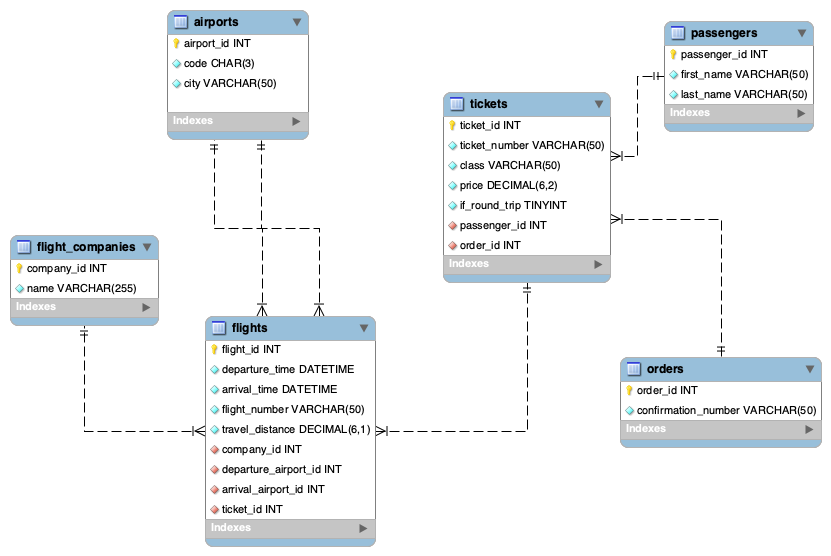 airports
airport_id INT
code CHAR(3)
city VARCHAR(50)
Indexes
passengers
passenger_id INT
first_name VARCHAR(50)
last_name VARCHAR(50)
Indexes
tickets
ticket_id INT
ticket_number VARCHAR(50)
class VARCHAR(50)
price DECIMAL(6,2)
if_round_trip TINYINT
passenger_id INT
order_id INT
Indexes
flight_companies
company_id INT
name VARCHAR(255)
Indexes
flights
flight_id INT
departure_time DATETIME
arrival_time DATETIME
flight_number VARCHAR(50)
travel_distance DECIMAL(6,1)
company_id INT
departure_airport_id INT
arrival_airport_id INT
ticket_id INT
Indexes
orders
order_id INT
confirmation_number VARCHAR(50)
Indexes